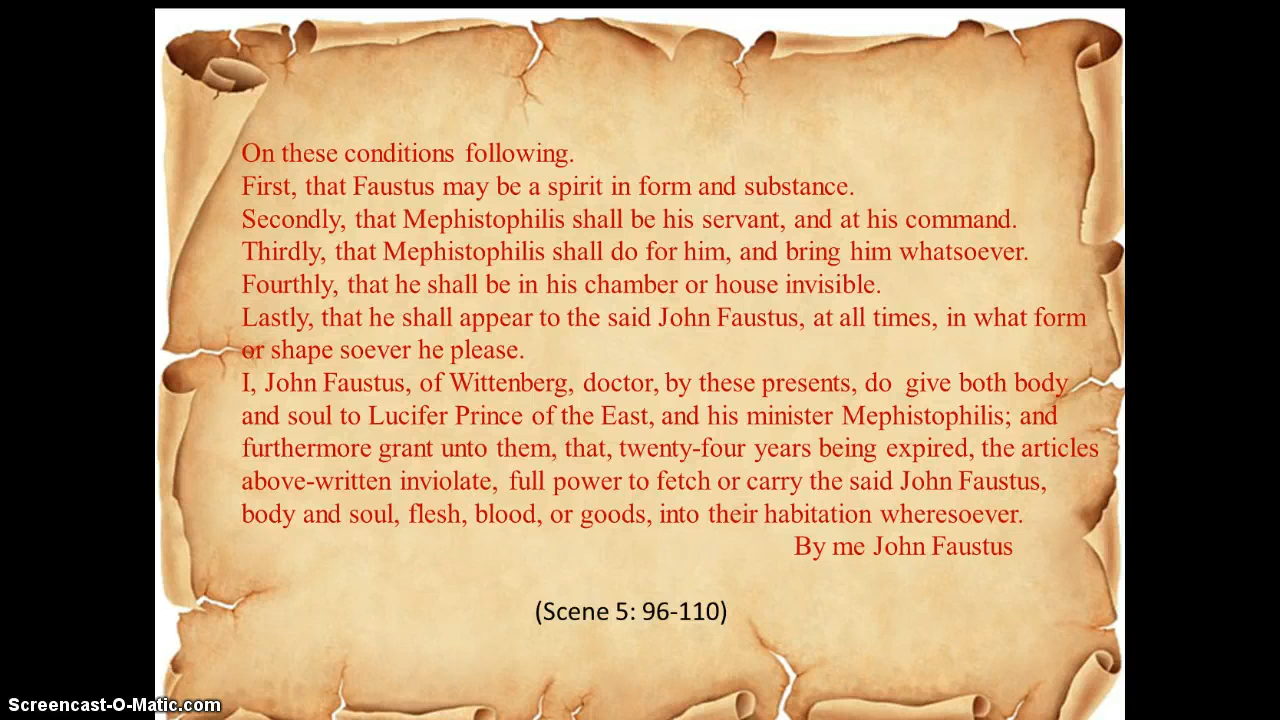 On these conditions following.
First, that Faustus may be a spirit in form and substance.
Secondly, that Mephistophilis shall be his servant, and at his command.
Thirdly, that Mephistophilis shall do for him, and bring him whatsoever.
Fourthly, that he shall be in his chamber or house invisible.
Lastly, that he shall appear to the said John Faustus, at all times, in what form
or shape soever he please.
I, John Faustus, of Wittenberg, doctor, by these presents, do give both body
and soul to Lucifer Prince of the East, and his minister Mephistophilis; and
furthermore grant unto them, that, twenty-four years being expired, the articles
above-written inviolate, full power to fetch or carry the said John Faustus,
body and soul, flesh, blood, or goods, into their habitation wheresoever.
By me John Faustus
(Scene 5: 96-110)
Screencast-O-Matic.com